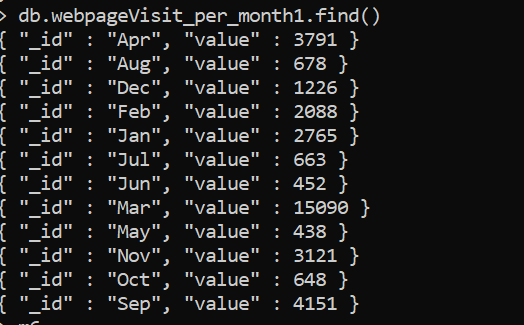 > db.webpageVisit_per_month1.find()
{ "_id" : "Apr", "value" : 3791 }
{ "_id" : "Aug", "value" : 678 }
{ "_id" : "Dec", "value" : 1226 }
{ "_id" : "Feb", "value" : 2088 }
{ "_id" : "Jan", "value" : 2765 }
{ "_id" : "Jul", "value" : 663 }
{ "_id" : "Jun", "value" : 452 }
{ "_id" : "Mar", "value" : 15090 }
{ "_id" : "May", "value" : 438 }
{ "_id" : "Nov", "value" : 3121 }
{ "_id" : "Oct", "value" : 648 }
{ "_id" : "Sep", "value" : 4151 }